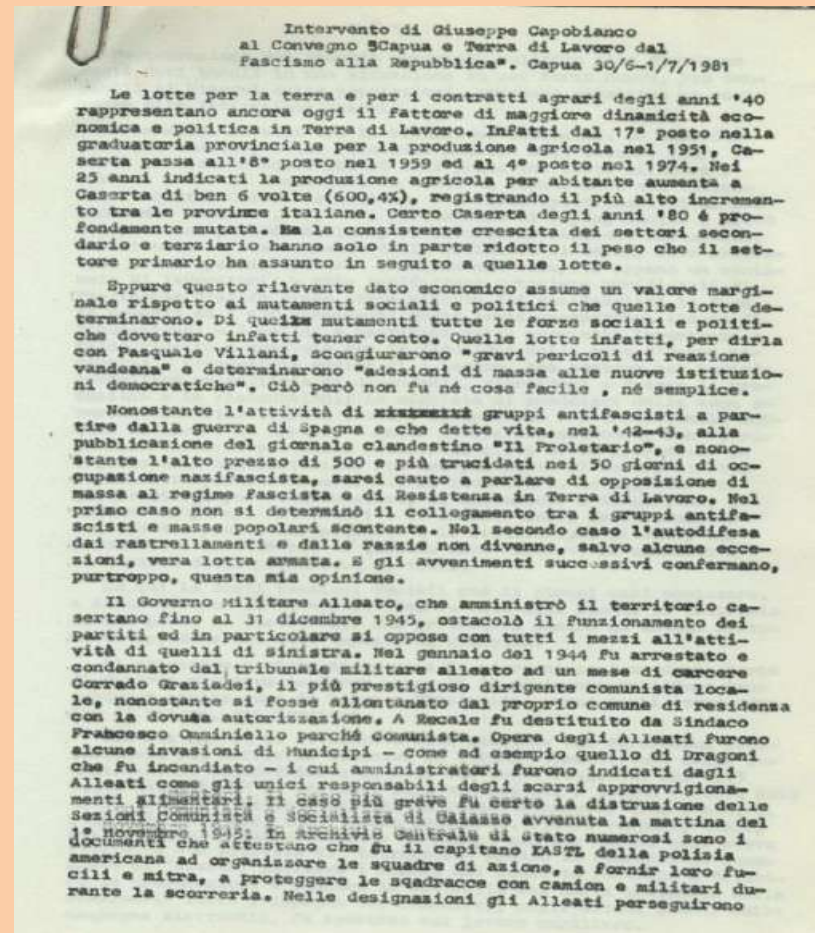 Intervento di Giuseppe Capobianco
al Convegno 5Capua e Terra di Lavoro dal
Fascismo alla Repubblica". Capua 30/6-1/7/1981
Le lotte per la terra e per i contratti agrari degli anni '40
rappresentano ancora oggi il fattore di maggiore dinamicità eco-
nomica e politica in Terra di Lavoro. Infatti dal 17° posto nella
graduatoria provinciale per la produzione agricola nel 1951, Ca-
serta passa all'8° posto nel 1959 ed al 4° posto nel 1974. Nei
25 anni indicati la produzione agricola per abitante aumenta a
Caserta di ben 6 volte (600,4%), registrando il più alto incremen-
to tra le province italiane. Certo Caserta degli anni '80 é pro-
fondamente mutata. Ma la consistente crescita dei settori secon-
dario e terziario hanno solo in parte ridotto il peso che il set-
tore primario ha assunto in seguito a quelle lotte.
Eppure questo rilevante dato economico assume un valore margi-
nale rispetto ai mutamenti sociali e politici che quelle lotte de-
terminarono. Di quei mutamenti tutte le forze sociali e politi-
che dovettero infatti tener conto. Quelle lotte infatti, per dirla
con Pasquale Villani, scongiurarono "gravi pericoli di reazione
vandeana" e determinarono "adesioni di massa alle nuove istituzio-
ni democratiche". Ciò però non fu né cosa facile , né semplice.
Nonostante l'attività di gruppi antifascisti a par-
tire dalla guerra di Spagna e che dette vita, nel '42-43, alla
pubblicazione del giornale clandestino "Il Proletario", e nono-
stante l'alto prezzo di 500 e più trucidati nei 50 giorni di oc-
cupazione nazifascista, sarei cauto a parlare di opposizione di
massa al regime fascista e di Resistenza in Terra di Lavoro. Nel
primo caso non si determinò il collegamento tra i gruppi antifa-
scisti e masse popolari scontente. Nel secondo caso l'autodifesa
dai rastrellamenti e dalle razzie non divenne, salvo alcune ecce-
zioni, vera lotta armata. E gli avvenimenti successivi confermano,
purtroppo, questa mia opinione.
Il Governo Militare Alleato, che amministrò il territorio ca-
sertano fino al 31 dicembre 1945, ostacolò il funzionamento dei
partiti ed in particolare si oppose con tutti i mezzi all'atti-
vità di quelli di sinistra. Nel gennaio del 1944 fu arrestato e
condannato dal tribunale militare alleato ad un mese di carcere
Corrado Graziadei, il più prestigioso dirigente comunista loca-
le, nonostante si fosse allontanato dal proprio comune di residenza
con la dovuta autorizzazione. A Recale fu destituito da Sindaco
Francesco Omminiello perché comunista. Opera degli Alleati furono
alcune invasioni di Municipi - come ad esempio quello di Dragoni
che fu incendiato - i cui amministratori furono indicati dagli
Alleati come gli unici responsabili degli scarsi approvvigiona-
menti alimentari. Il caso più grave fu certo la distruzione delle
Sezioni Comunista e Socialista di Caiazzo avvenuta la mattina del
1° Novembre 1945. In Archivio Centrale di Stato numerosi sono i
documenti che attestano che fu il capitano KASTL della polizia
americana ad organizzare le squadre di azione, a fornir loro fu-
cili e mitra, a proteggere le sqadracce con camion e militari du-
rante la scorreria. Nelle designazioni gli Alleati perseguirono